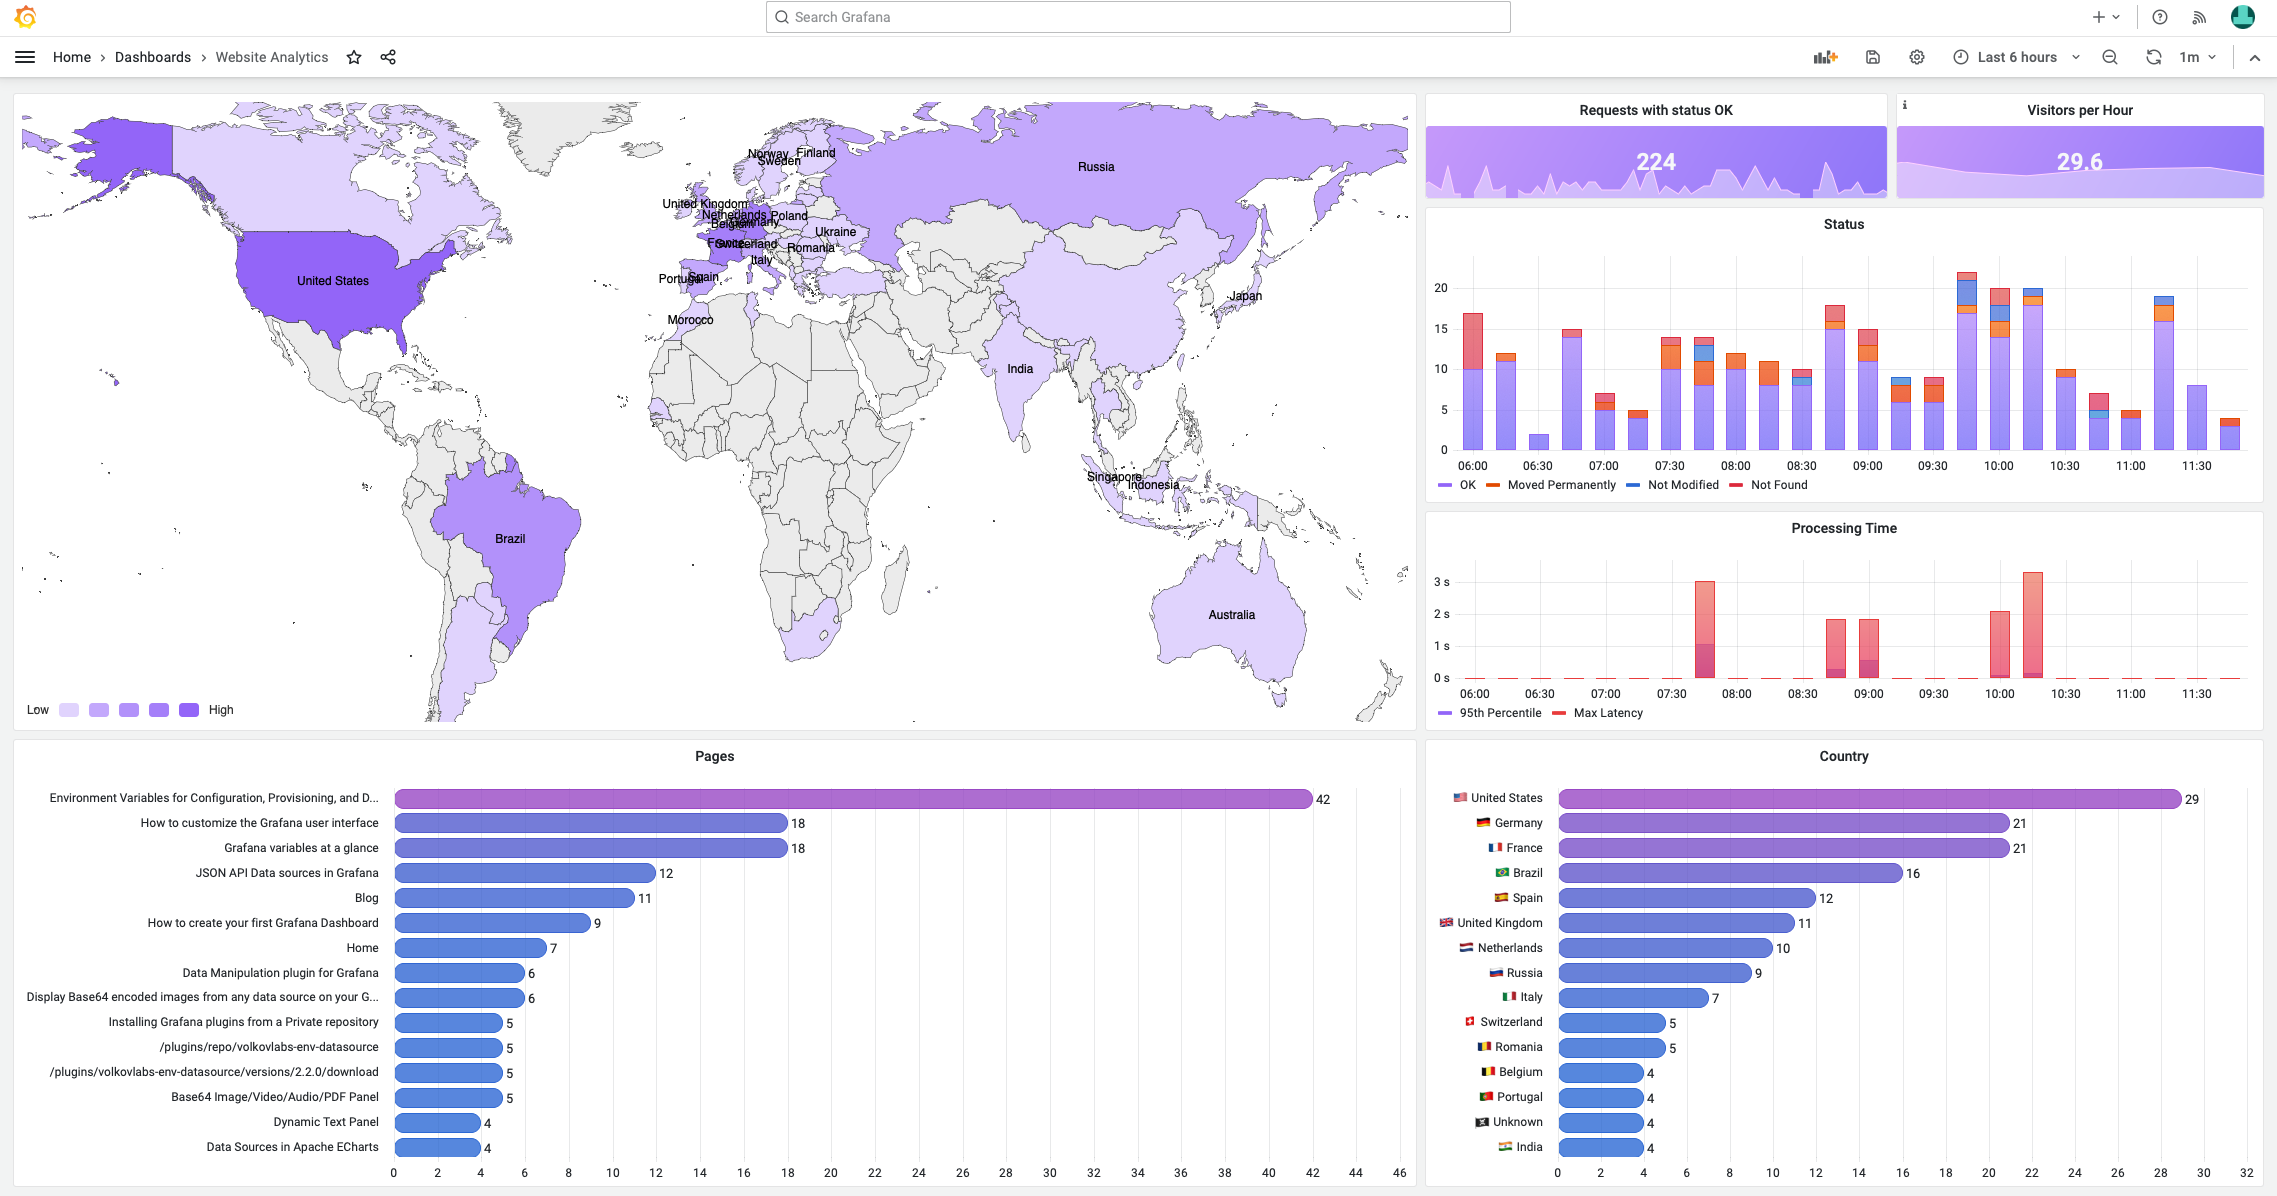 Search Grafana
Home › Dashboards › Website Analytics
Last 6 hours
1m
Norway
Finland
Sweden
Russia
United Kingdom
Netherlands
Poland
Belgium
Germany
Ukraine
France
Switzerland
Romania
Italy
Portugal
Spain
United States
Japan
Morocco
India
Singapore
Indonesia
Brazil
Australia
Low
High
Requests with status OK
224
Visitors per Hour
29.6
Status
20
15
10
5
0
06:00 06:30 07:00 07:30 08:00 08:30 09:00 09:30 10:00 10:30 11:00 11:30
OK Moved Permanently Not Modified Not Found
Processing Time
3 s
2 s
1 s
0 s
06:00 06:30 07:00 07:30 08:00 08:30 09:00 09:30 10:00 10:30 11:00 11:30
95th Percentile Max Latency
Pages
Environment Variables for Configuration, Provisioning, and D... 42
How to customize the Grafana user interface 18
Grafana variables at a glance 18
JSON API Data sources in Grafana 12
Blog 11
How to create your first Grafana Dashboard 9
Home 7
Data Manipulation plugin for Grafana 6
Display Base64 encoded images from any data source on your G... 6
Installing Grafana plugins from a Private repository 5
/plugins/repo/volkovlabs-env-datasource 5
/plugins/volkovlabs-env-datasource/versions/2.2.0/download 5
Base64 Image/Video/Audio/PDF Panel 5
Dynamic Text Panel 4
Data Sources in Apache ECharts 4
0 2 4 6 8 10 12 14 16 18 20 22 24 26 28 30 32 34 36 38 40 42 44 46
Country
United States 29
Germany 21
France 21
Brazil 16
Spain 12
United Kingdom 11
Netherlands 10
Russia 9
Italy 7
Switzerland 5
Romania 5
Belgium 4
Portugal 4
Unknown 4
India 4
0 2 4 6 8 10 12 14 16 18 20 22 24 26 28 30 32